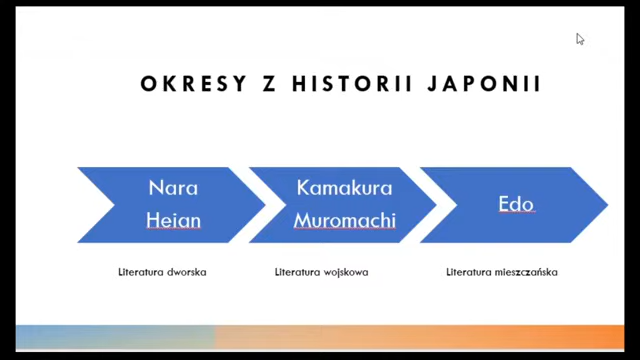 OKRESY Z HISTORII JAPONII
Nara
Heian
Kamakura
Muromachi
Edo
Literatura dworska
Literatura wojskowa
Literatura mieszczańska